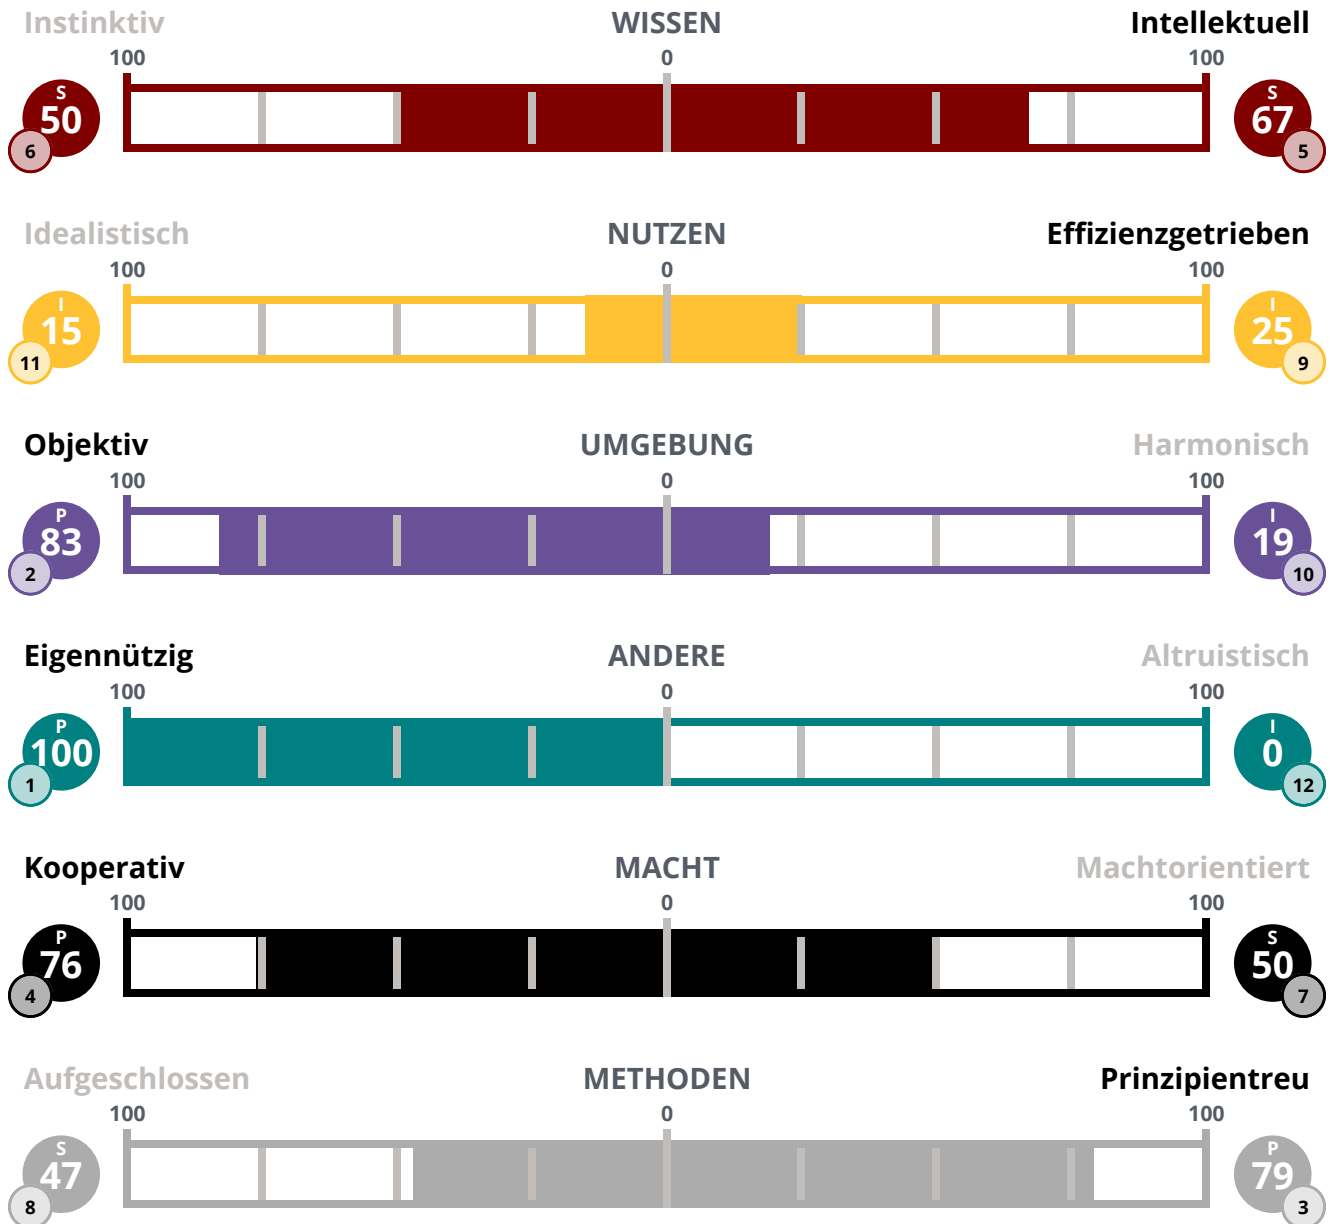 Instinktiv WISSEN Intellektuell
100 0 100
S 50 6
S 67 5
Idealistisch NUTZEN Effizienzgetrieben
100 0 100
I 15 11
I 25 9
Objektiv UMGEBUNG Harmonisch
100 0 100
P 83 2
I 19 10
Eigennützig ANDERE Altruistisch
100 0 100
P 100 1
I 0 12
Kooperativ MACHT Machtorientiert
100 0 100
P 76 4
S 50 7
Aufgeschlossen METHODEN Prinzipientreu
100 0 100
S 47 8
P 79 3